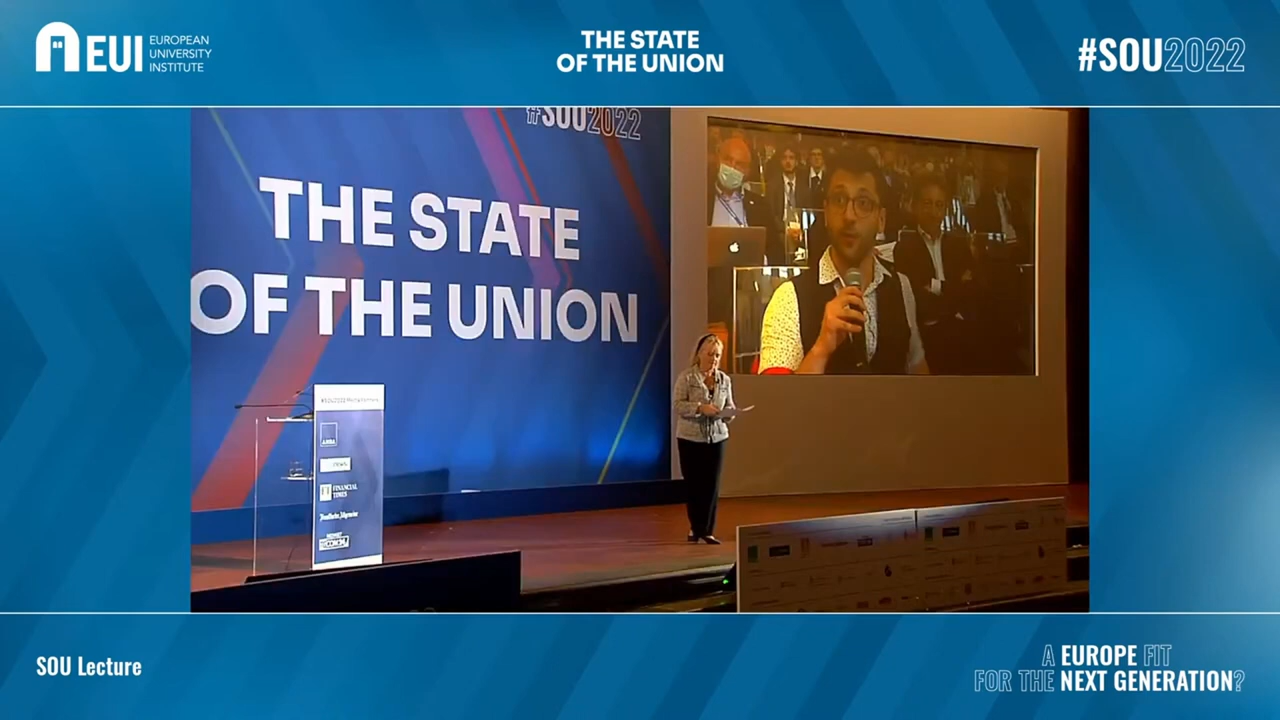 EUI
EUROPEAN
UNIVERSITY
INSTITUTE
THE STATE
OF THE UNION
#SOU2022
#SOU2022
THE STATE
OF THE UNION
FINANCIAL
TIMES
SOU Lecture
A EUROPE FIT
FOR THE NEXT GENERATION?